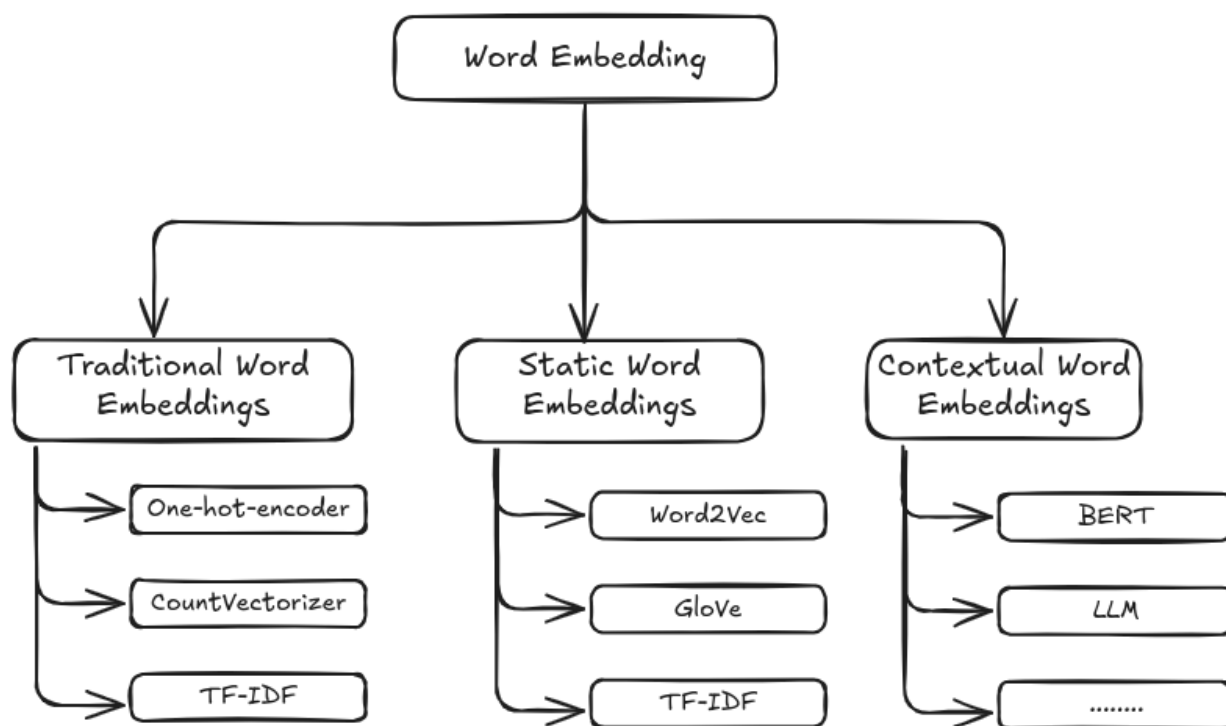 Word Embedding
Traditional Word
Embeddings
One-hot-encoder
CountVectorizer
TF-IDF
Static Word
Embeddings
Word2Vec
GloVe
TF-IDF
Contextual Word
Embeddings
BERT
LLM
........